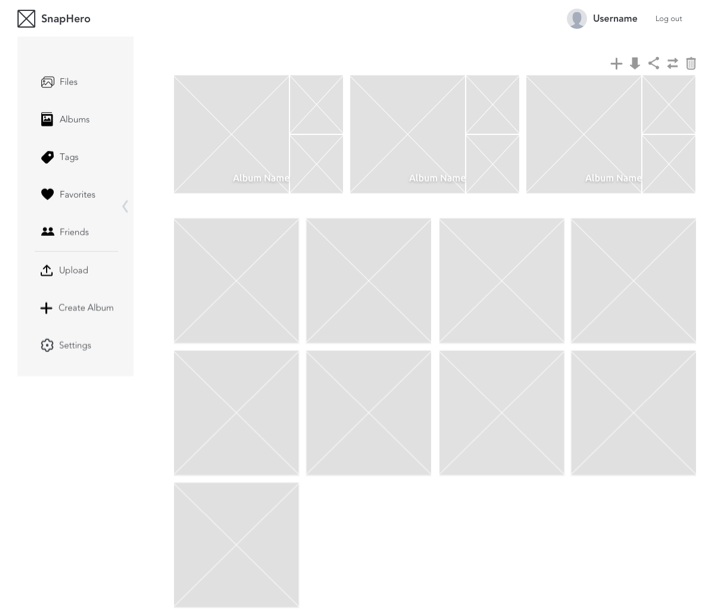 SnapHero
Username
Log out
Files
Albums
Tags
Favorites
Friends
Upload
Create Album
Settings
Album Name
Album Name
Album Name